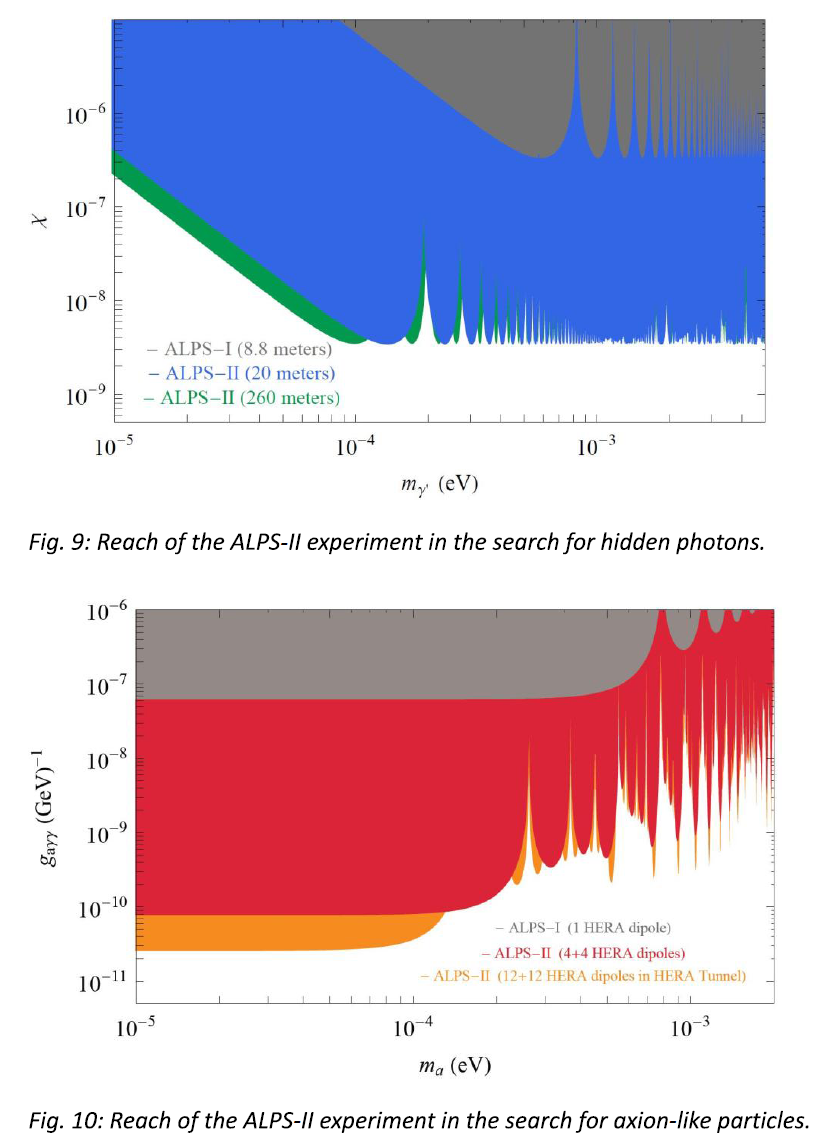 10−6
10−7
χ
10−8
− ALPS−I (8.8 meters)
− ALPS−II (20 meters)
10−9
− ALPS−II (260 meters)
10−5
10−4
10−3
mγ' (eV)
Fig. 9: Reach of the ALPS-II experiment in the search for hidden photons.
10−6
10−7
10−8
gaγγ (GeV)−1
10−9
10−10
− ALPS−I (1 HERA dipole)
− ALPS−II (4+4 HERA dipoles)
− ALPS−II (12+12 HERA dipoles in HERA Tunnel)
10−11
10−5
10−4
10−3
ma (eV)
Fig. 10: Reach of the ALPS-II experiment in the search for axion-like particles.